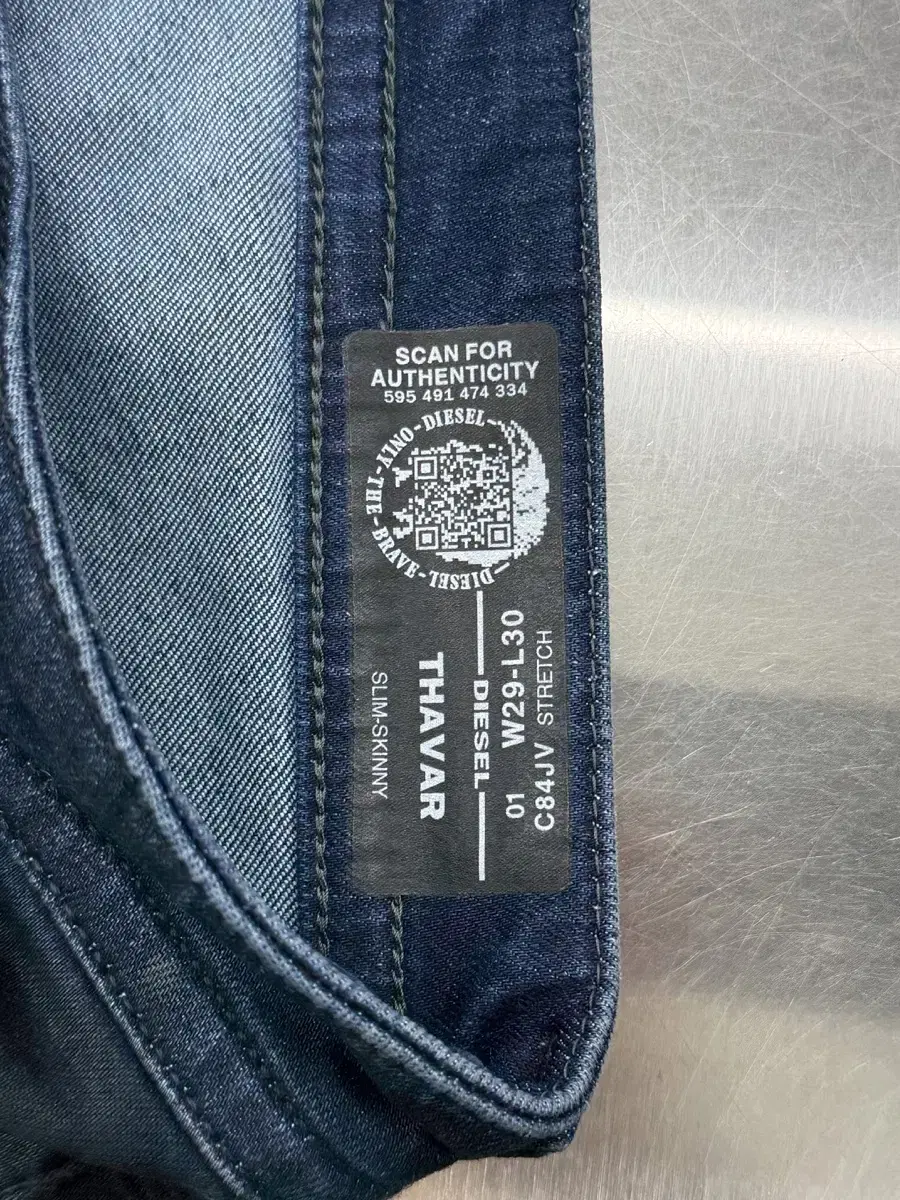 SCAN FOR
AUTHENTICITY
595 491 474 334
DIESEL-ONLY-THE-BRAVE-DIESEL
C84JV STRETCH
01 W29-L30
DIESEL
THAVAR
SLIM-SKINNY